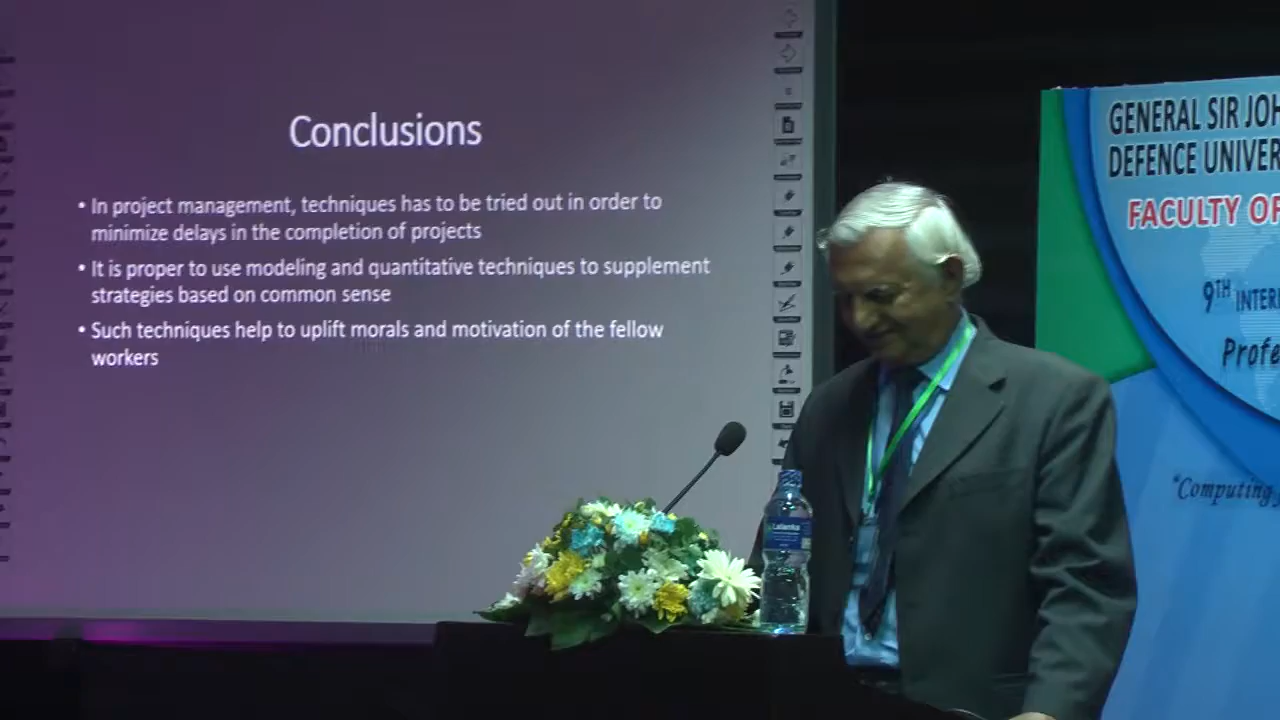 Conclusions
• In project management, techniques has to be tried out in order to
minimize delays in the completion of projects
• It is proper to use modeling and quantitative techniques to supplement
strategies based on common sense
• Such techniques help to uplift morals and motivation of the fellow
workers
GENERAL SIR JOH
DEFENCE UNIVER
FACULTY OF
9TH INTER
Profe
"Computing